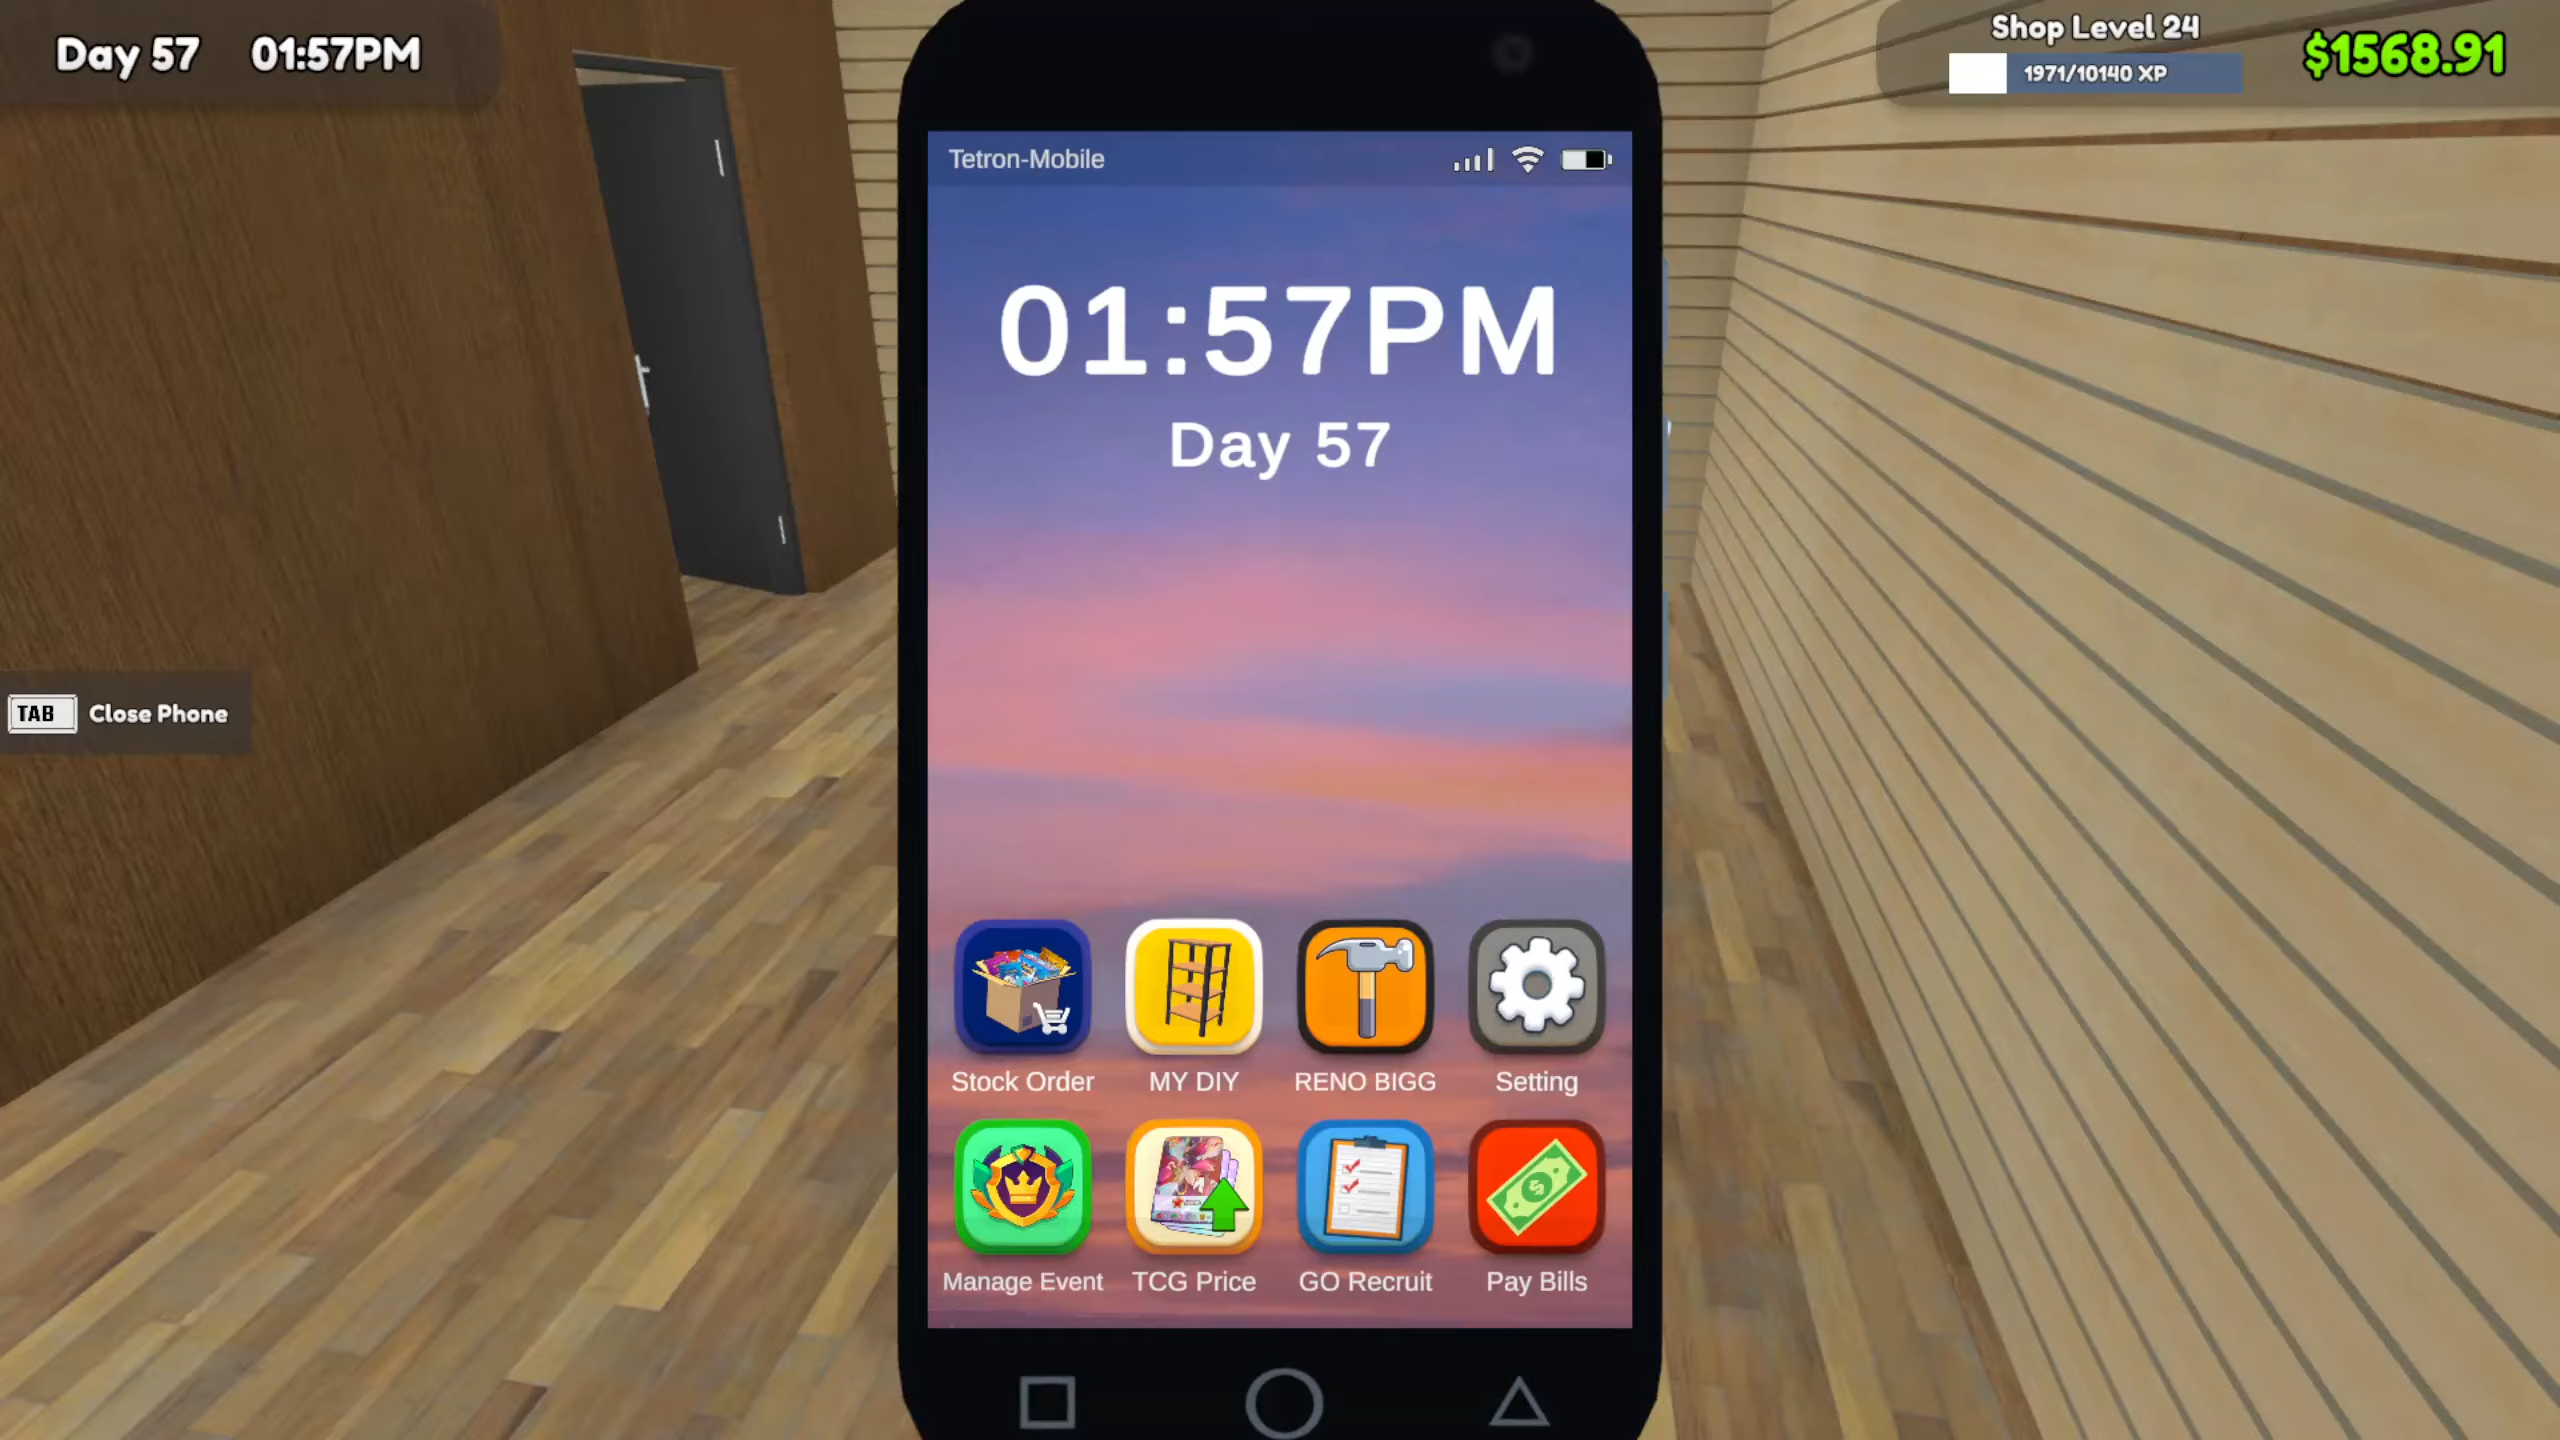 Day 57 01:57PM
Shop Level 24
1971/10140 XP
$1568.91
Tetron-Mobile
01:57PM
Day 57
TAB Close Phone
Stock Order MY DIY RENO BIGG Setting
Manage Event TCG Price GO Recruit Pay Bills